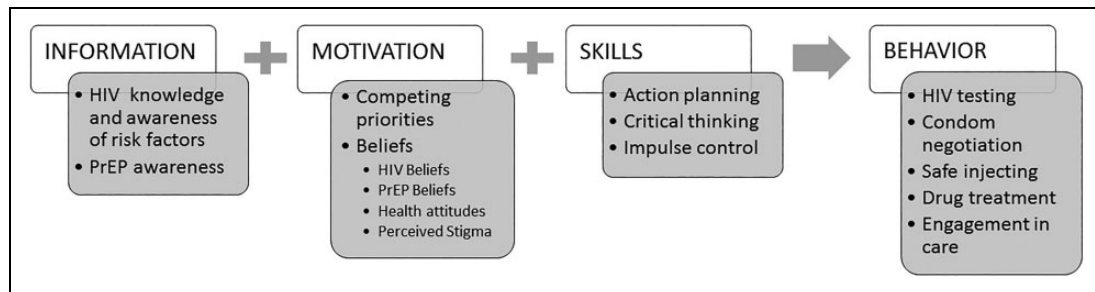 INFORMATION
• HIV knowledge
and awareness
of risk factors
• PrEP awareness
MOTIVATION
• Competing
priorities
• Beliefs
• HIV Beliefs
• PrEP Beliefs
• Health attitudes
• Perceived Stigma
SKILLS
• Action planning
• Critical thinking
• Impulse control
BEHAVIOR
• HIV testing
• Condom
negotiation
• Safe injecting
• Drug treatment
• Engagement in
care